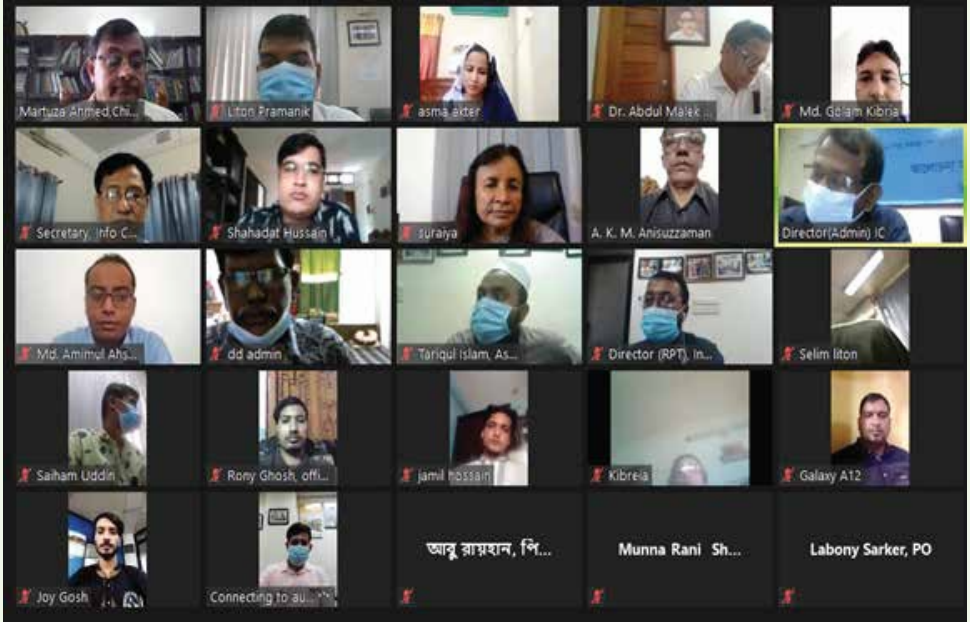 Martuza Ahmed,Chi...
Liton Pramanik
asma akter
Dr. Abdul Malek ...
Md. Golam Kibria
Secretary, Info C...
Shahadat Hussain
suraiya
A. K. M. Anisuzzaman
Director(Admin) IC
Md. Amimul Ahs...
dd admin
Tariqul Islam, As...
Director (RPT), In...
Selim liton
Saiham Uddin
Rony Ghosh, offi...
jamil hossain
Kibreia
Galaxy A12
Joy Gosh
Connecting to au...
আবু রায়হান, পি...
Munna Rani Sh...
Labony Sarker, PO